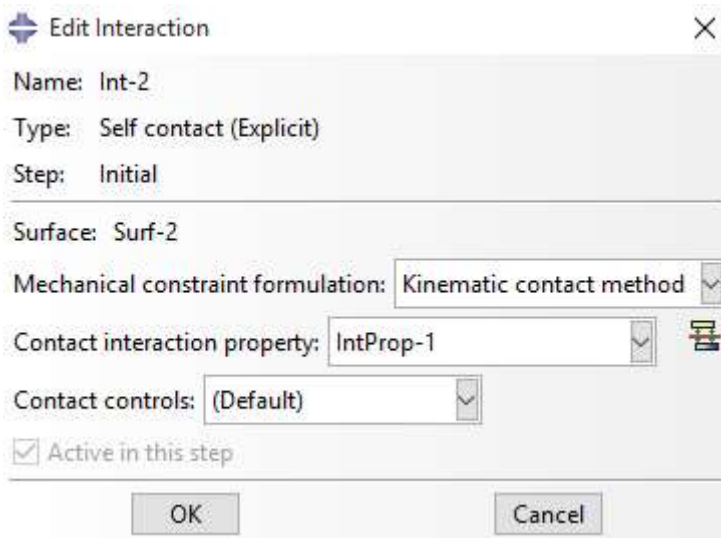 Edit Interaction
Name: Int-2
Type: Self contact (Explicit)
Step: Initial
Surface: Surf-2
Mechanical constraint formulation: Kinematic contact method
Contact interaction property: IntProp-1
Contact controls: (Default)
Active in this step
OK Cancel